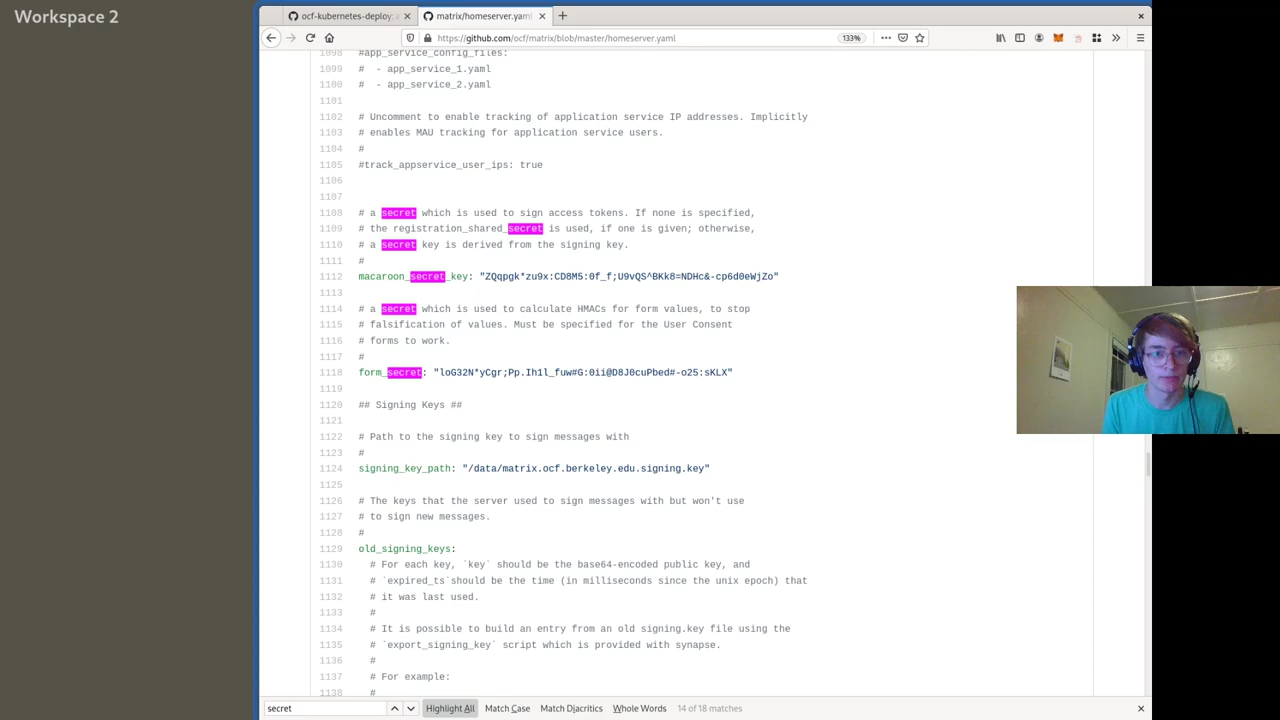 Workspace 2
ocf-kubernetes-deploy: a
matrix/homeserver.yaml
https://github.com/ocf/matrix/blob/master/homeserver.yaml
133%
1098 #app_service_config_files:
1099 #  - app_service_1.yaml
1100 #  - app_service_2.yaml
1101
1102 # Uncomment to enable tracking of application service IP addresses. Implicitly
1103 # enables MAU tracking for application service users.
1104 #
1105 #track_appservice_user_ips: true
1106
1107
1108 # a secret which is used to sign access tokens. If none is specified,
1109 # the registration_shared_secret is used, if one is given; otherwise,
1110 # a secret key is derived from the signing key.
1111 #
1112 macaroon_secret_key: "ZQqpgk*zu9x:CD8M5:0f_f;U9vQS^BKk8=NDHc&-cp6d0eWjZo"
1113
1114 # a secret which is used to calculate HMACs for form values, to stop
1115 # falsification of values. Must be specified for the User Consent
1116 # forms to work.
1117 #
1118 form_secret: "loG32N*yCgr;Pp.Ih1l_fuw#G:0ii@D8J0cuPbed#-o25:sKLX"
1119
1120 ## Signing Keys ##
1121
1122 # Path to the signing key to sign messages with
1123 #
1124 signing_key_path: "/data/matrix.ocf.berkeley.edu.signing.key"
1125
1126 # The keys that the server used to sign messages with but won't use
1127 # to sign new messages.
1128 #
1129 old_signing_keys:
1130 # For each key, `key` should be the base64-encoded public key, and
1131 # `expired_ts`should be the time (in milliseconds since the unix epoch) that
1132 # it was last used.
1133 #
1134 # It is possible to build an entry from an old signing.key file using the
1135 # `export_signing_key` script which is provided with synapse.
1136 #
1137 # For example:
1138 #
secret
Highlight All
Match Case
Match Diacritics
Whole Words
14 of 18 matches